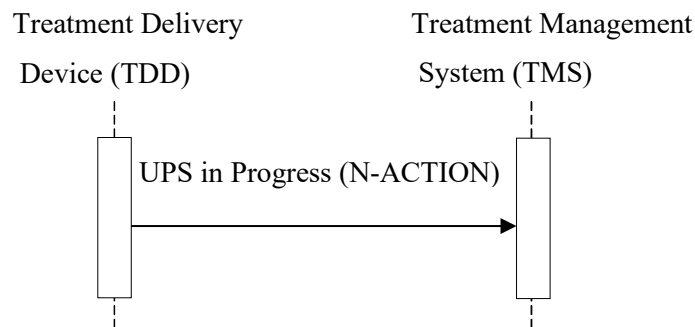 Treatment Delivery
Device (TDD)
Treatment Management
System (TMS)
UPS in Progress (N-ACTION)